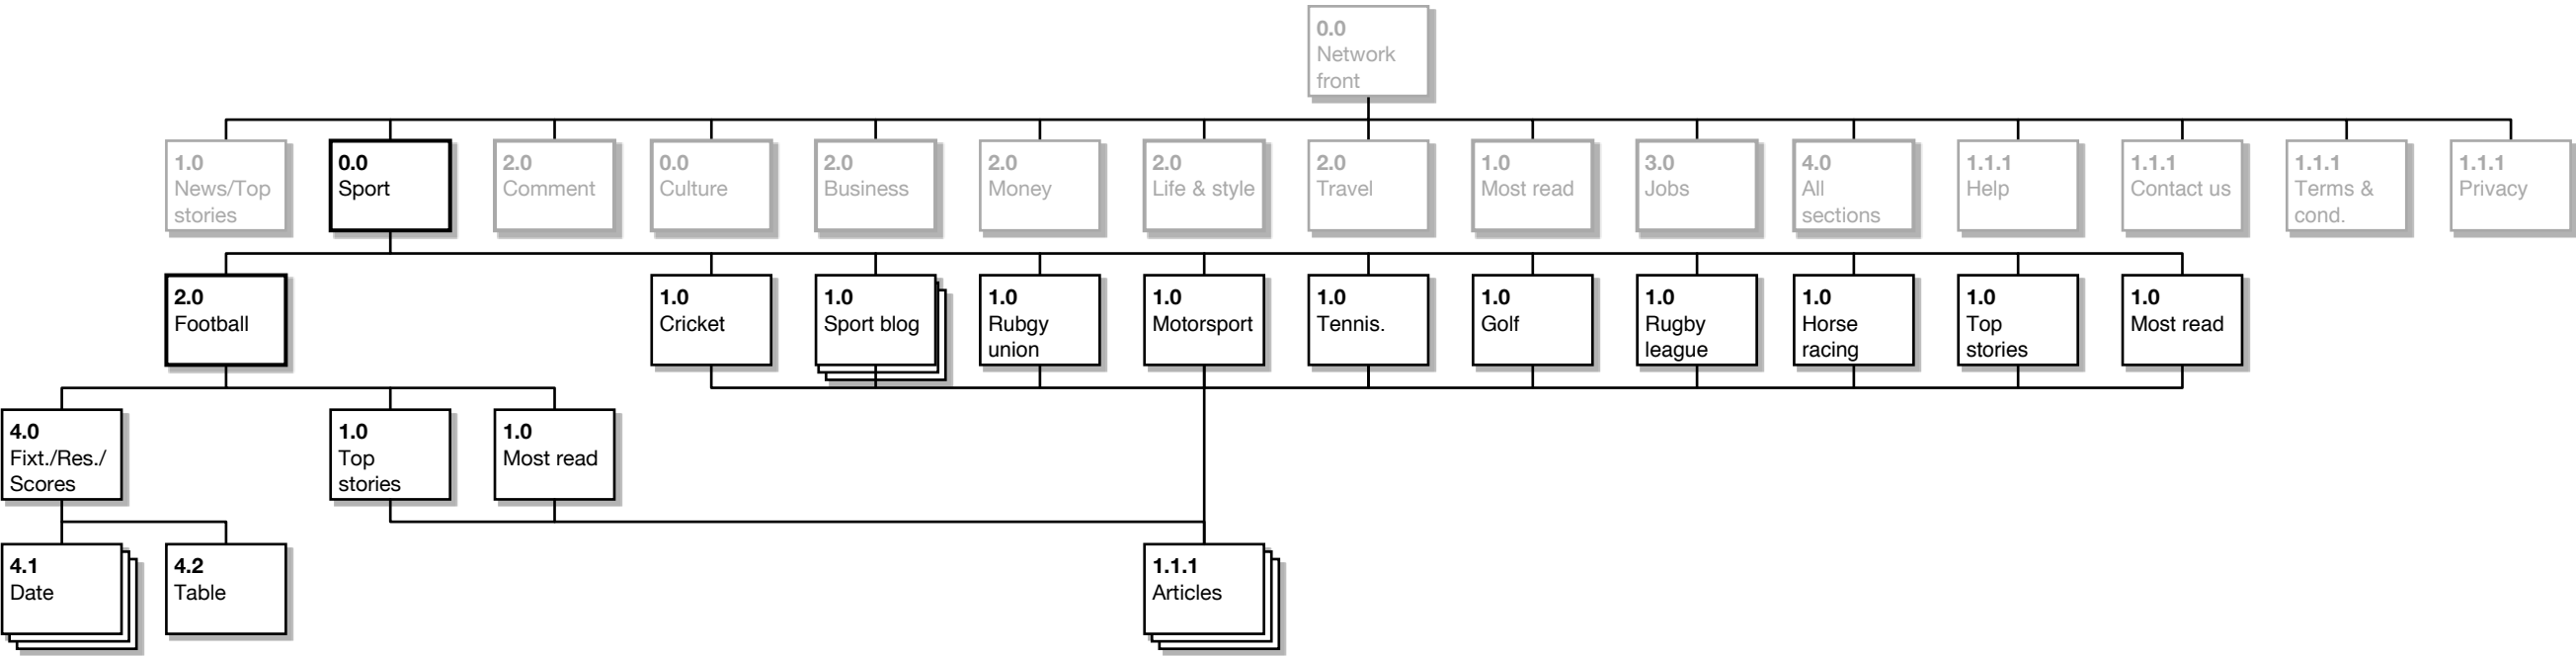 0.0
Network
front
1.0
News/Top
stories
0.0
Sport
2.0
Comment
0.0
Culture
2.0
Business
2.0
Money
2.0
Life & style
2.0
Travel
1.0
Most read
3.0
Jobs
4.0
All
sections
1.1.1
Help
1.1.1
Contact us
1.1.1
Terms &
cond.
1.1.1
Privacy
2.0
Football
1.0
Cricket
1.0
Sport blog
1.0
Rubgy
union
1.0
Motorsport
1.0
Tennis.
1.0
Golf
1.0
Rugby
league
1.0
Horse
racing
1.0
Top
stories
1.0
Most read
4.0
Fixt./Res./
Scores
1.0
Top
stories
1.0
Most read
4.1
Date
4.2
Table
1.1.1
Articles